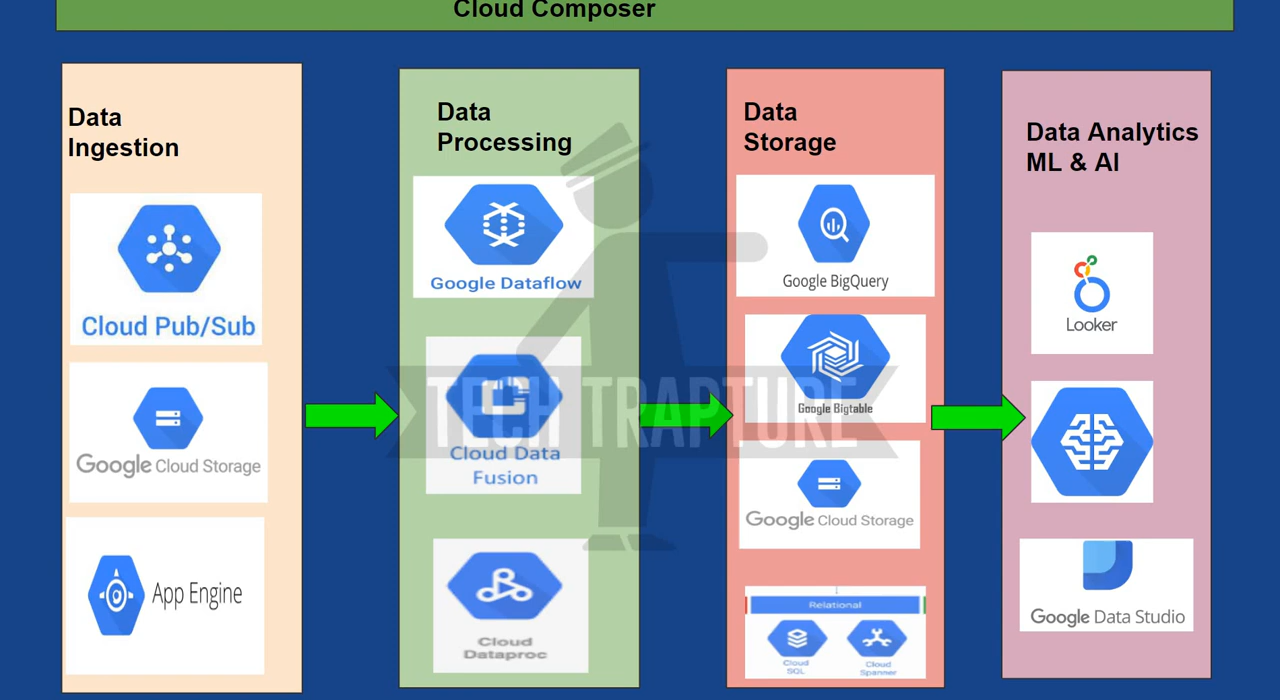 Cloud Composer
Data
Ingestion
Cloud Pub/Sub
Google Cloud Storage
App Engine
Data
Processing
Google Dataflow
Cloud Data
Fusion
Cloud
Dataproc
Data
Storage
Google BigQuery
Google Bigtable
Google Cloud Storage
Relational
Cloud
SQL
Cloud
Spanner
Data Analytics
ML & AI
Looker
Google Data Studio
TECH TRAPTURE